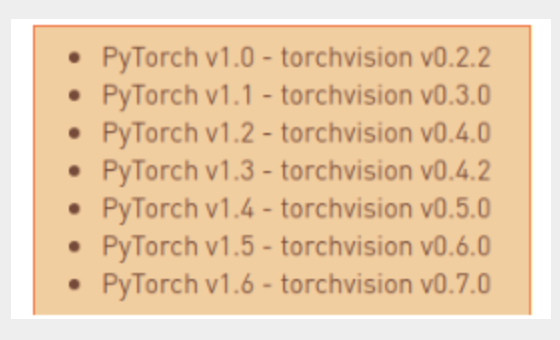 • PyTorch v1.0 - torchvision v0.2.2
• PyTorch v1.1 - torchvision v0.3.0
• PyTorch v1.2 - torchvision v0.4.0
• PyTorch v1.3 - torchvision v0.4.2
• PyTorch v1.4 - torchvision v0.5.0
• PyTorch v1.5 - torchvision v0.6.0
• PyTorch v1.6 - torchvision v0.7.0